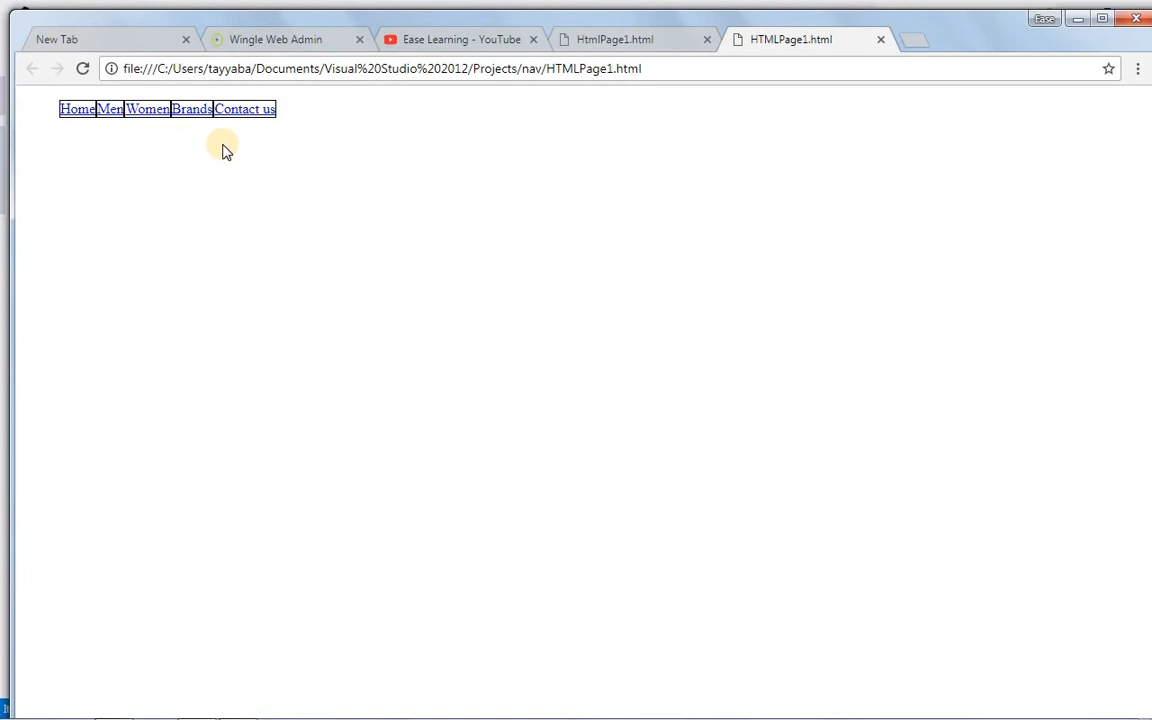 Ease
New Tab
Wingle Web Admin
Ease Learning - YouTube
HtmlPage1.html
HTMLPage1.html
file:///C:/Users/tayyaba/Documents/Visual%20Studio%202012/Projects/nav/HTMLPage1.html
Home Men Women Brands Contact us